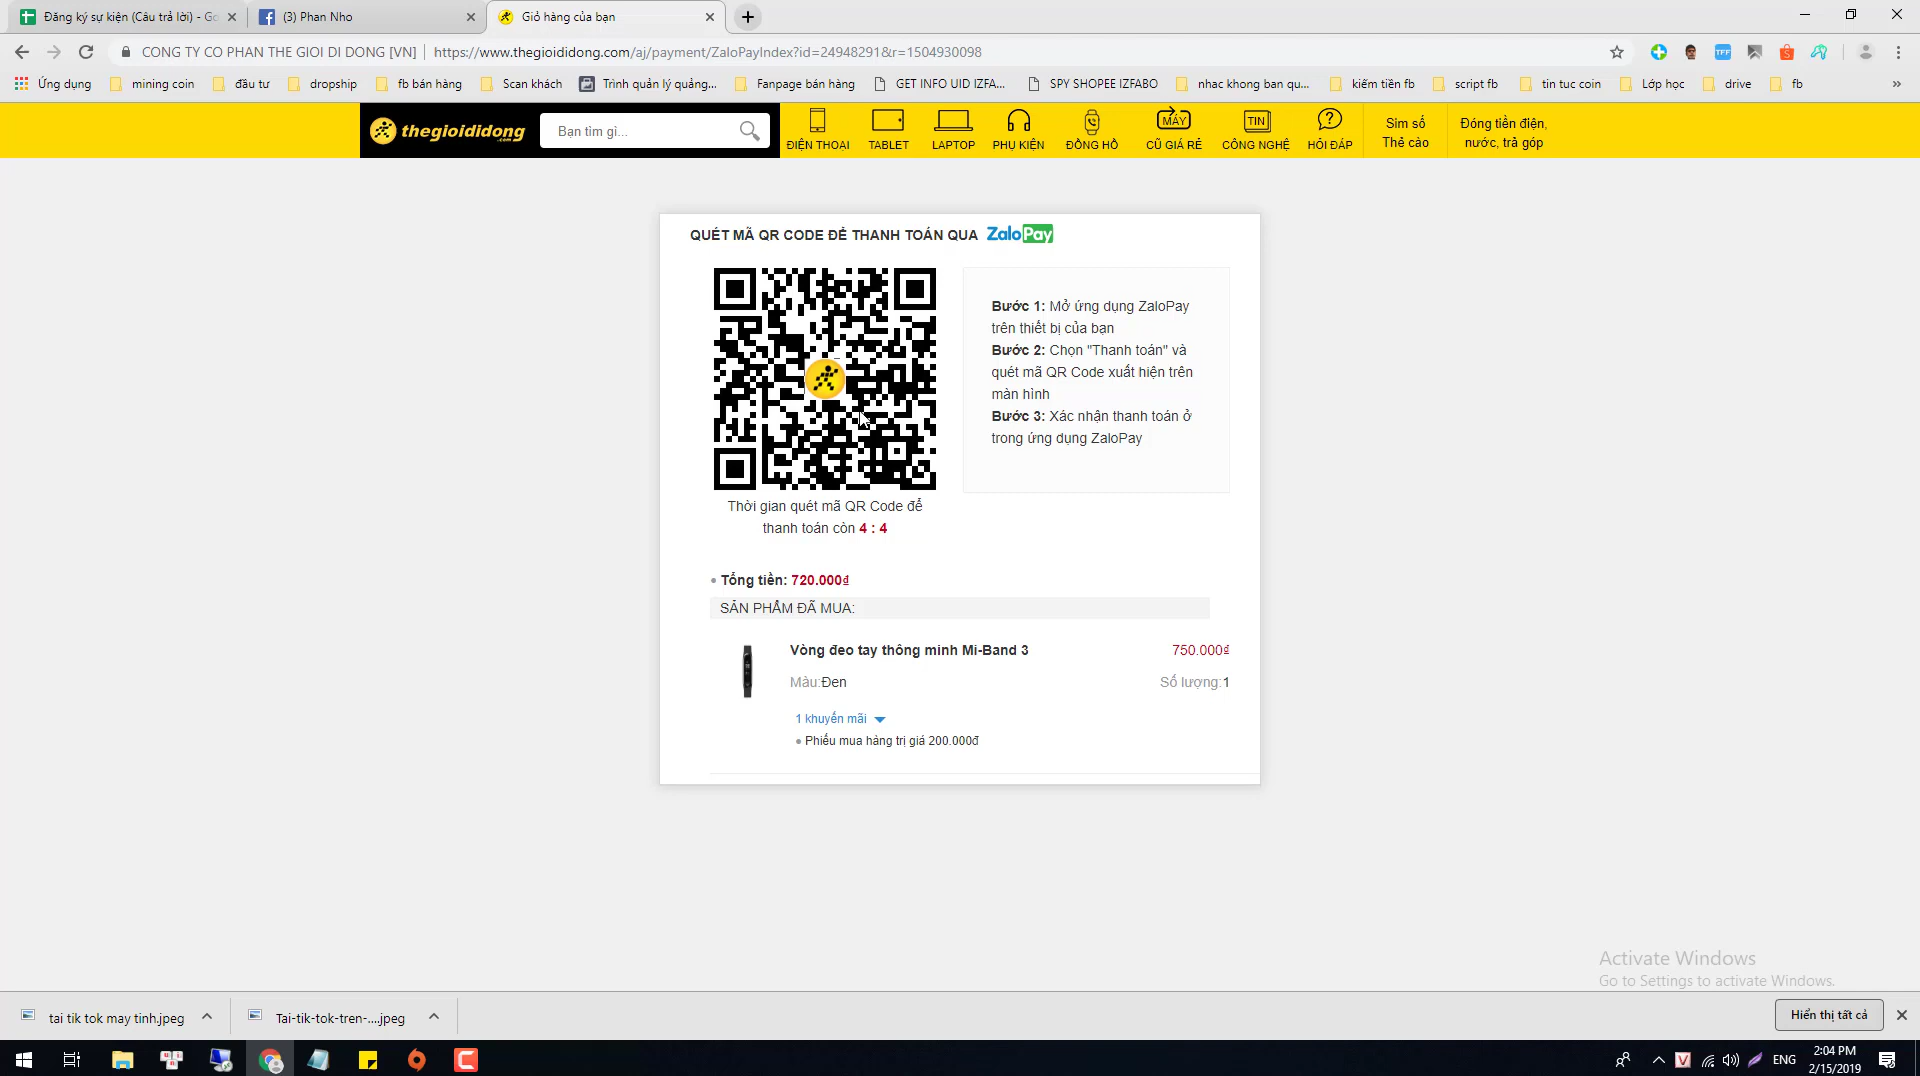 Đăng ký sự kiện (Câu trả lời) - Go
(3) Phan Nho
Giỏ hàng của bạn
CONG TY CO PHAN THE GIOI DI DONG [VN]
https://www.thegioididong.com/aj/payment/ZaloPayIndex?id=24948291&r=1504930098
TFF
Ứng dụng
mining coin
đầu tư
dropship
fb bán hàng
Scan khách
Trình quản lý quảng...
Fanpage bán hàng
GET INFO UID IZFA...
SPY SHOPEE IZFABO
nhac khong ban qu...
kiếm tiền fb
script fb
tin tuc coin
Lớp học
drive
fb
»
thegioididong
.com
Bạn tìm gì...
ĐIỆN THOẠI
TABLET
LAPTOP
PHỤ KIỆN
ĐỒNG HỒ
MÁY
CŨ GIÁ RẺ
TIN
CÔNG NGHỆ
HỎI ĐÁP
Sim số
Thẻ cào
Đóng tiền điện,
nước, trả góp
QUÉT MÃ QR CODE ĐỂ THANH TOÁN QUA ZaloPay
Bước 1: Mở ứng dụng ZaloPay
trên thiết bị của bạn
Bước 2: Chọn "Thanh toán" và
quét mã QR Code xuất hiện trên
màn hình
Bước 3: Xác nhận thanh toán ở
trong ứng dụng ZaloPay
Thời gian quét mã QR Code để
thanh toán còn 4 : 4
• Tổng tiền: 720.000₫
SẢN PHẨM ĐÃ MUA:
Vòng đeo tay thông minh Mi-Band 3
750.000₫
Màu:Đen
Số lượng:1
1 khuyến mãi
• Phiếu mua hàng trị giá 200.000đ
Activate Windows
Go to Settings to activate Windows.
tai tik tok may tinh.jpeg
Tai-tik-tok-tren-....jpeg
Hiển thị tất cả
V
ENG
2:04 PM
2/15/2019